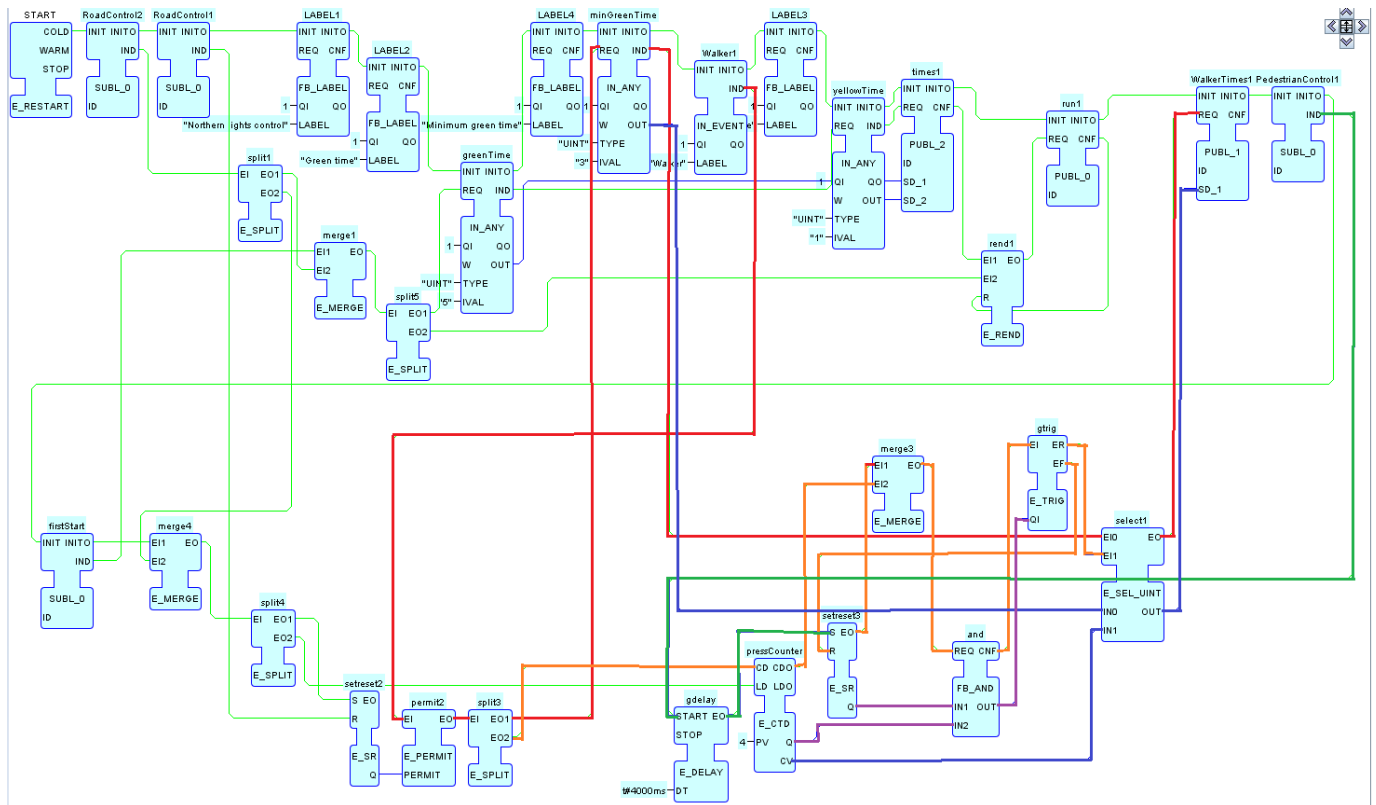 START
COLD
WARM
STOP
E_RESTART
RoadControl2
INIT INITO
IND
SUBL_0
ID
RoadControl1
INIT INITO
IND
SUBL_0
ID
LABEL1
INIT INITO
REQ CNF
FB_LABEL
1 QI QO
LABEL
LABEL2
INIT INITO
REQ CNF
FB_LABEL
1 QI QO
"Green time" LABEL
greenTime
INIT INITO
REQ IND
IN_ANY
1 QI QO
W OUT
"UINT" TYPE
"5" IVAL
LABEL4
INIT INITO
REQ CNF
FB_LABEL
1 QI QO
"Minimum green time" LABEL
minGreenTime
INIT INITO
REQ IND
IN_ANY
1 QI QO
W OUT
"UINT" TYPE
"3" IVAL
Walker1
INIT INITO
IND
IN_EVENT
1 QI QO
"Walker" LABEL
LABEL3
INIT INITO
REQ CNF
FB_LABEL
QI QO
LABEL
yellowTime
INIT INITO
REQ IND
IN_ANY
1 QI QO
W OUT
"UINT" TYPE
"1" IVAL
times1
INIT INITO
REQ CNF
PUBL_2
ID
SD_1
SD_2
run1
INIT INITO
REQ CNF
PUBL_0
ID
WalkerTimes1
INIT INITO
REQ CNF
PUBL_1
ID
SD_1
PedestrianControl1
INIT INITO
IND
SUBL_0
ID
split1
EI EO1
EO2
E_SPLIT
merge1
EI1 EO
EI2
E_MERGE
split5
EI EO1
EO2
E_SPLIT
rend1
EI1 EO
EI2
R
E_REND
firstStart
INIT INITO
IND
SUBL_0
ID
merge4
EI1 EO
EI2
E_MERGE
split4
EI EO1
EO2
E_SPLIT
setreset2
S EO
R
E_SR
Q
permit2
EI EO
E_PERMIT
PERMIT
split3
EI EO1
EO2
E_SPLIT
gdelay
START EO
STOP
E_DELAY
t#4000ms DT
pressCounter
CD CDO
LD LDO
E_CTD
4 PV Q
CV
setreset3
S EO
R
E_SR
Q
merge3
EI1 EO
EI2
E_MERGE
and
REQ CNF
FB_AND
IN1 OUT
IN2
gtrig
EI ER
EF
E_TRIG
QI
select1
EI0 EO
EI1
E_SEL_UINT
IN0 OUT
IN1